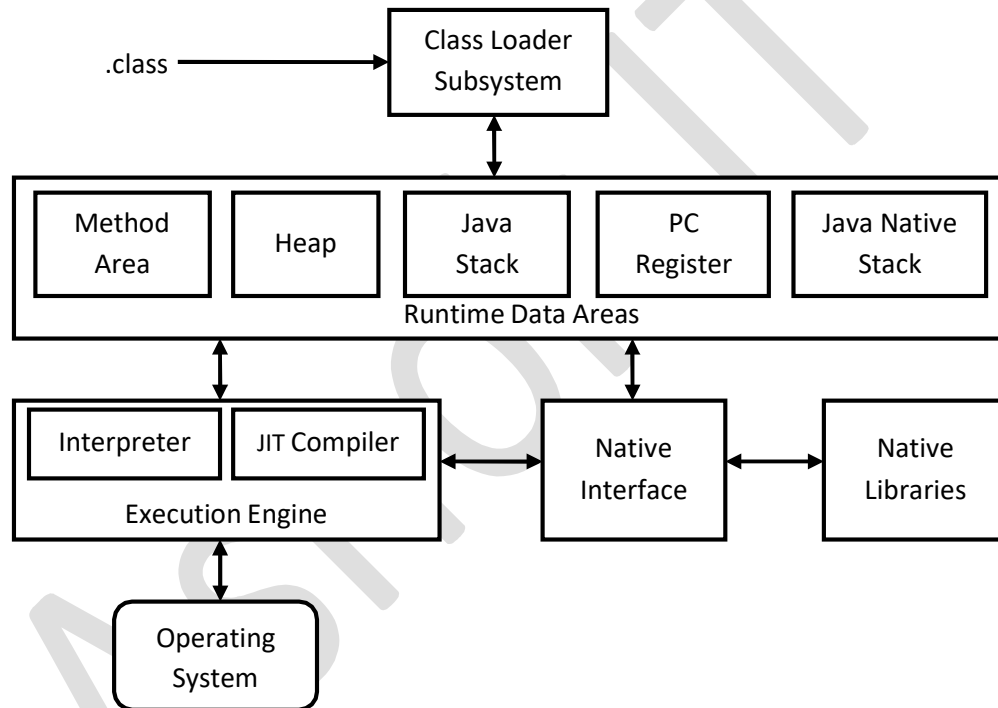 Class Loader
Subsystem
.class
Method
Area
Heap
Java
Stack
PC
Register
Java Native
Stack
Runtime Data Areas
Interpreter
JIT Compiler
Execution Engine
Native
Interface
Native
Libraries
Operating
System